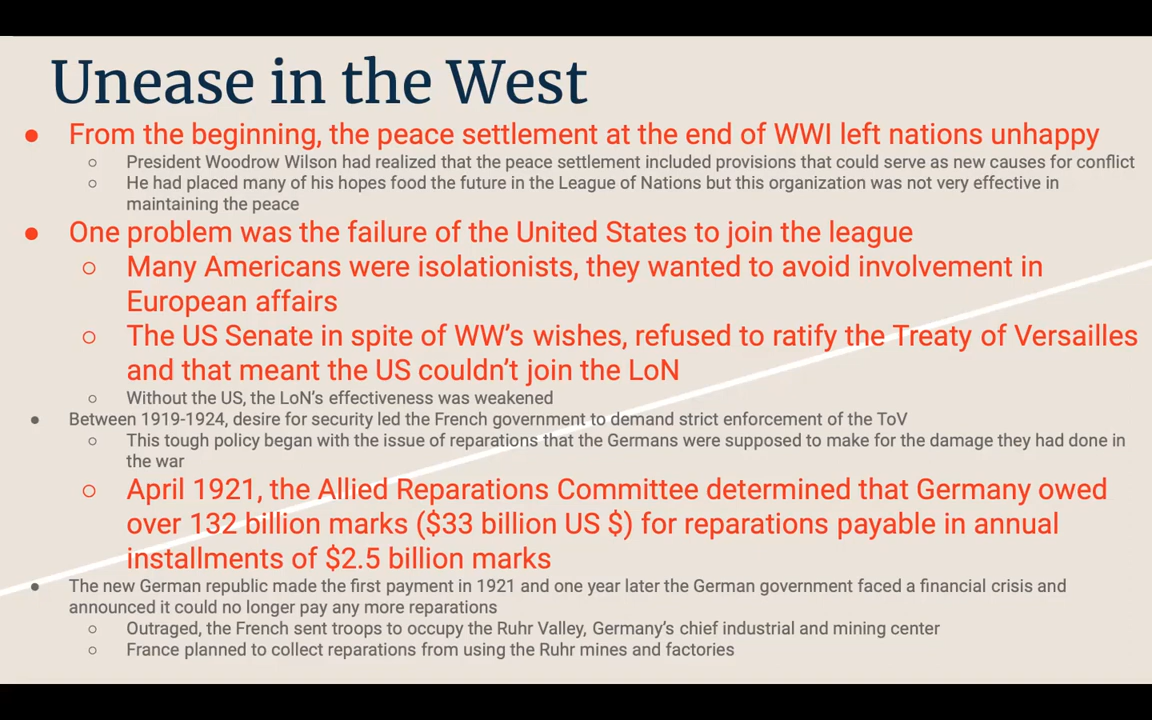 Unease in the West
● From the beginning, the peace settlement at the end of WWI left nations unhappy
○ President Woodrow Wilson had realized that the peace settlement included provisions that could serve as new causes for conflict
○ He had placed many of his hopes food the future in the League of Nations but this organization was not very effective in
maintaining the peace
● One problem was the failure of the United States to join the league
○ Many Americans were isolationists, they wanted to avoid involvement in
European affairs
○ The US Senate in spite of WW’s wishes, refused to ratify the Treaty of Versailles
and that meant the US couldn’t join the LoN
○ Without the US, the LoN’s effectiveness was weakened
● Between 1919-1924, desire for security led the French government to demand strict enforcement of the ToV
○ This tough policy began with the issue of reparations that the Germans were supposed to make for the damage they had done in
the war
○ April 1921, the Allied Reparations Committee determined that Germany owed
over 132 billion marks ($33 billion US $) for reparations payable in annual
installments of $2.5 billion marks
● The new German republic made the first payment in 1921 and one year later the German government faced a financial crisis and
announced it could no longer pay any more reparations
○ Outraged, the French sent troops to occupy the Ruhr Valley, Germany’s chief industrial and mining center
○ France planned to collect reparations from using the Ruhr mines and factories